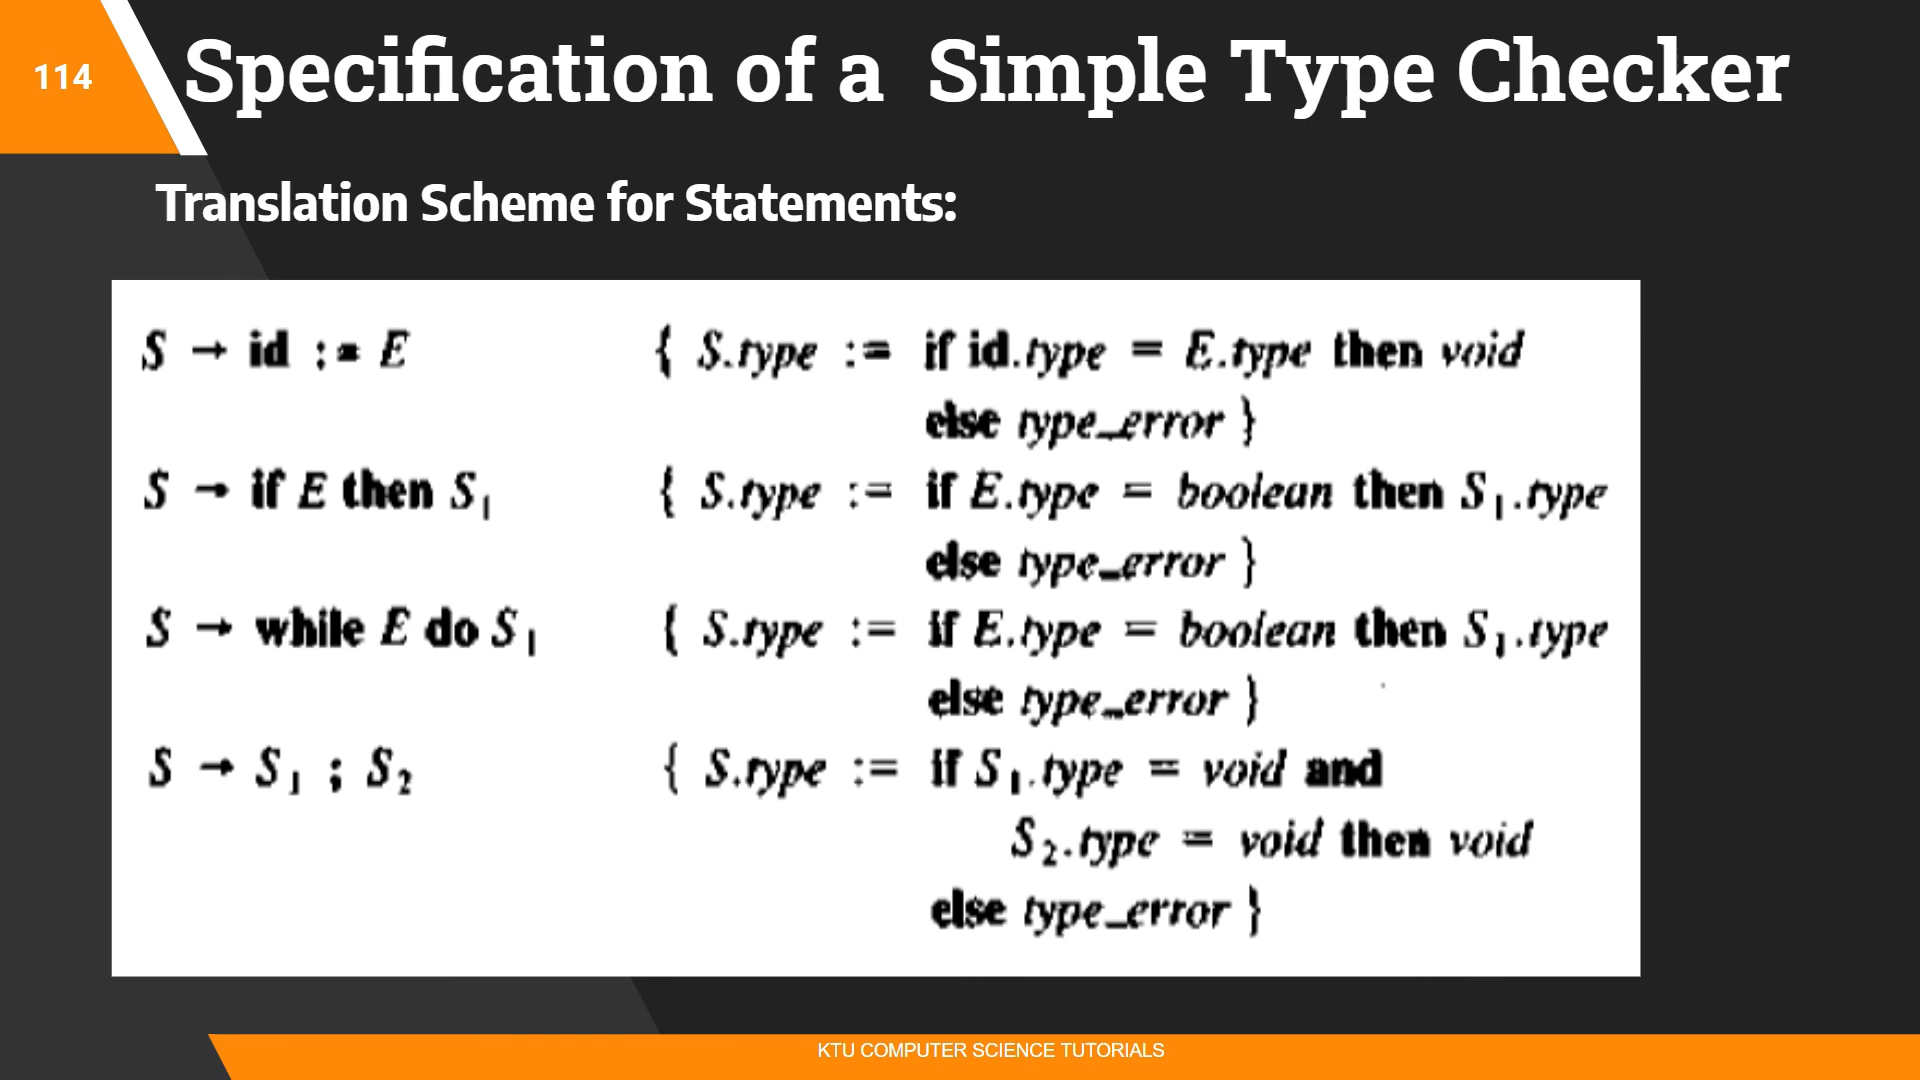 114
Specification of a Simple Type Checker
Translation Scheme for Statements:
S → id := E { S.type := if id.type = E.type then void
else type_error }
S → if E then S₁ { S.type := if E.type = boolean then S₁.type
else type_error }
S → while E do S₁ { S.type := if E.type = boolean then S₁.type
else type_error }
S → S₁ ; S₂ { S.type := if S₁.type = void and
S₂.type = void then void
else type_error }
KTU COMPUTER SCIENCE TUTORIALS